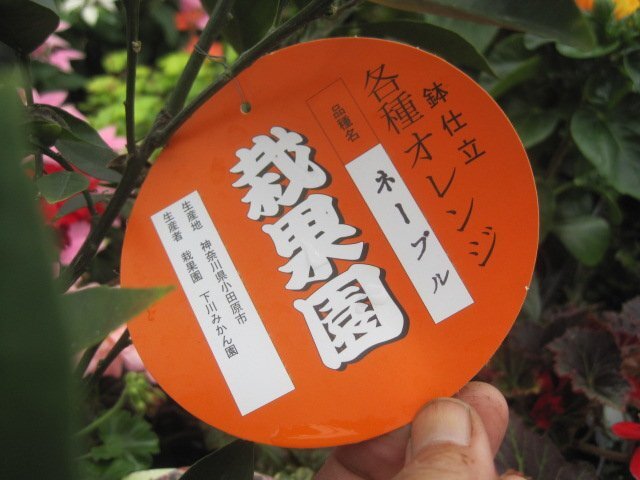 鉢仕立
各種オレンジ
品種名
ネーブル
栽果園
生産地 神奈川県小田原市
生産者 栽果園 下川みかん園